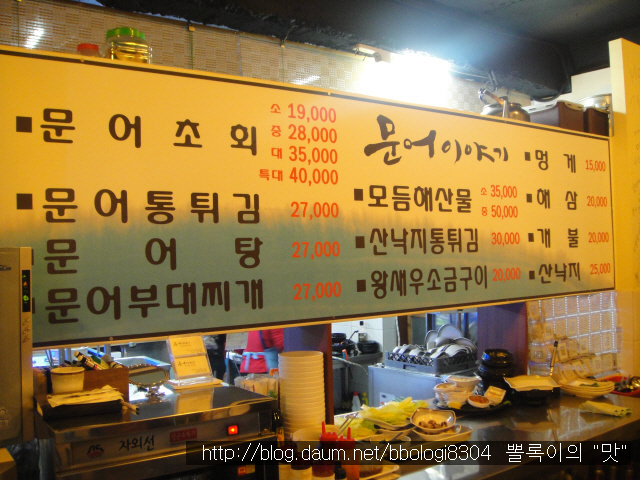 문어초회 소 19,000
중 28,000
대 35,000
특대 40,000
문어통튀김 27,000
문어탕 27,000
문어부대찌개 27,000
문어이야기
모듬해산물 소 35,000
중 50,000
산낙지통튀김 30,000
왕새우소금구이 20,000
멍게 15,000
해삼 20,000
개불 20,000
산낙지 25,000
자외선
http://blog.daum.net/bbologi8304 뽈록이의 "맛"